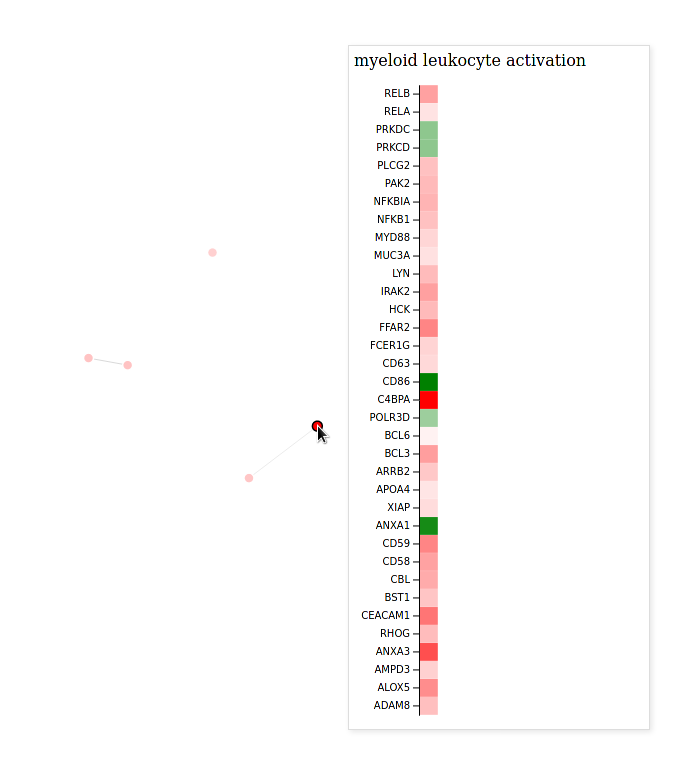 myeloid leukocyte activation
RELB
RELA
PRKDC
PRKCD
PLCG2
PAK2
NFKBIA
NFKB1
MYD88
MUC3A
LYN
IRAK2
HCK
FFAR2
FCER1G
CD63
CD86
C4BPA
POLR3D
BCL6
BCL3
ARRB2
APOA4
XIAP
ANXA1
CD59
CD58
CBL
BST1
CEACAM1
RHOG
ANXA3
AMPD3
ALOX5
ADAM8